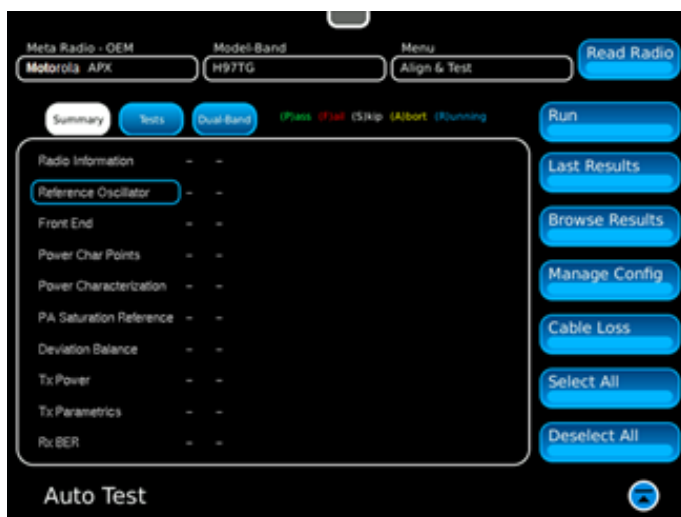 Meta Radio - OEM Model-Band Menu
Motorola APX H97TG Align & Test Read Radio
Summary Tests Dual-Band (P)ass (F)ail (S)kip (A)bort (R)unning
Run
Last Results
Browse Results
Manage Config
Cable Loss
Select All
Deselect All
Radio Information - -
Reference Oscillator - -
Front End - -
Power Char Points - -
Power Characterization - -
PA Saturation Reference - -
Deviation Balance - -
Tx Power - -
Tx Parametrics - -
Rx BER - -
Auto Test